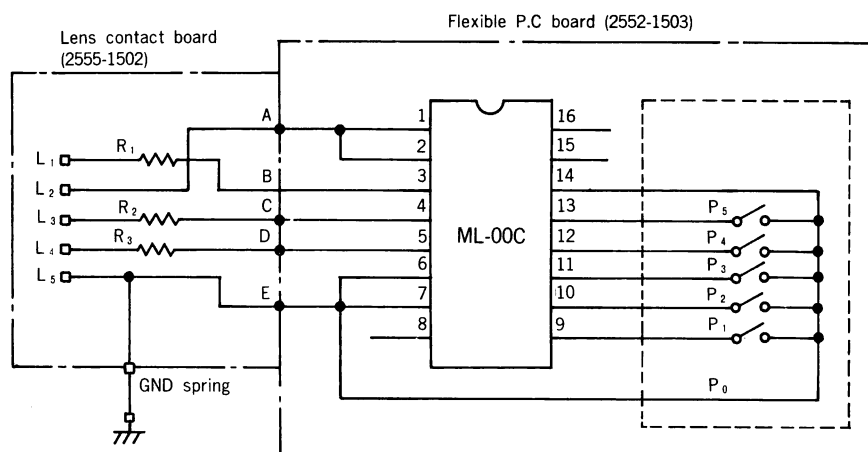 Flexible P.C board (2552-1503)
Lens contact board
(2555-1502)
A
1
16
2
15
L₁
R₁
B
3
14
L₂
L₃
R₂
C
4
13
P₅
ML-00C
L₄
R₃
D
5
12
P₄
L₅
6
11
P₃
E
7
10
P₂
8
9
P₁
GND spring
P₀